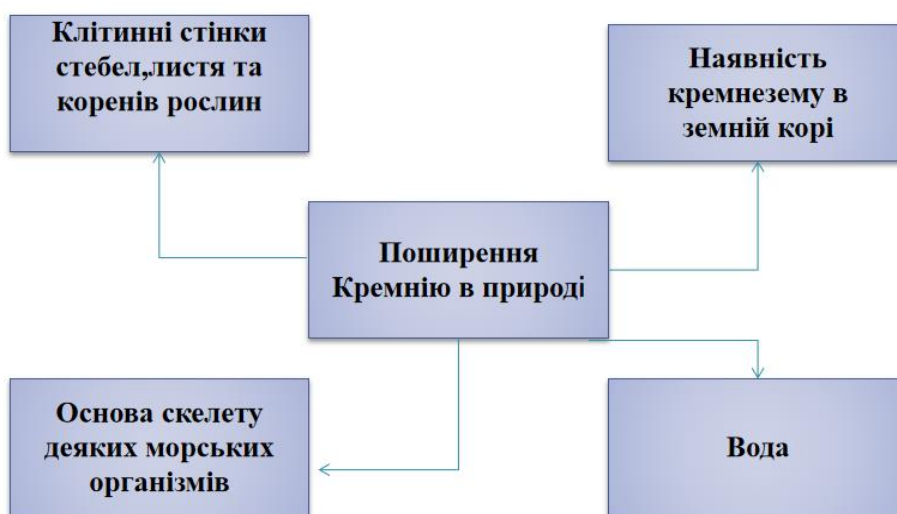 Клітинні стінки
стебел,листя та
коренів рослин
Наявність
кремнезему в
земній корі
Поширення
Кремнію в природі
Основа скелету
деяких морських
організмів
Вода